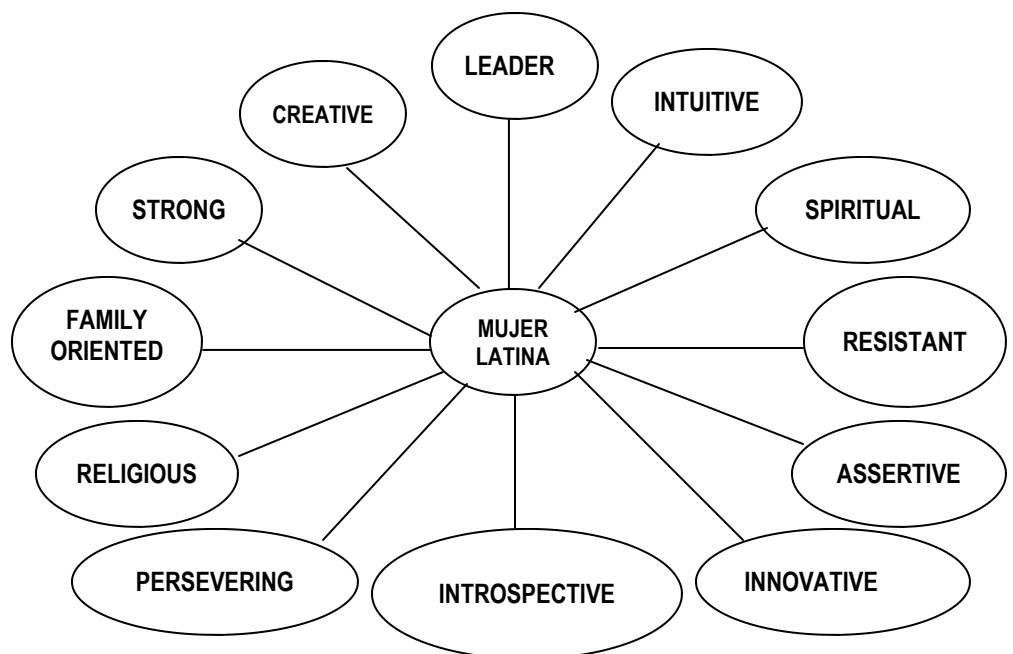 LEADER
INTUITIVE
CREATIVE
STRONG
SPIRITUAL
FAMILY
ORIENTED
MUJER
LATINA
RESISTANT
RELIGIOUS
ASSERTIVE
PERSEVERING
INTROSPECTIVE
INNOVATIVE